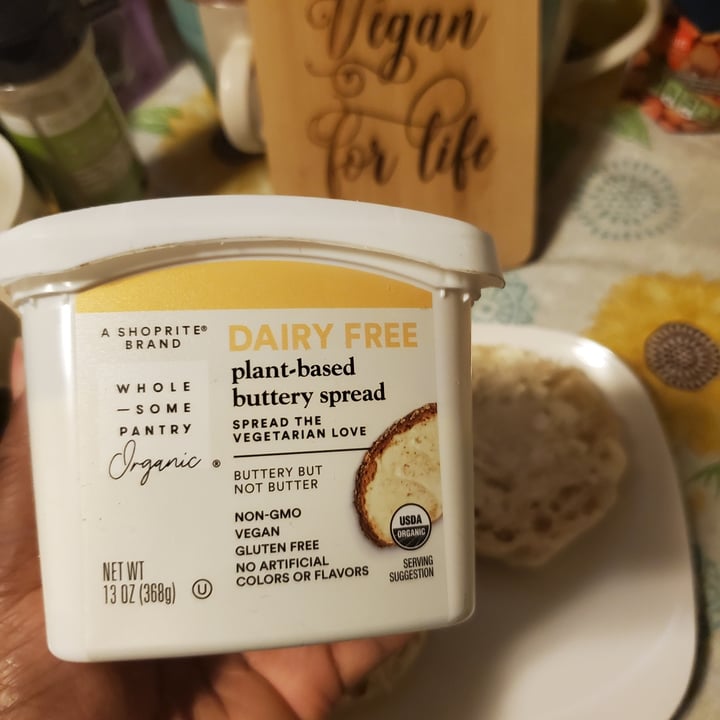 Vegan
for life
A SHOPRITE®
BRAND
WHOLE
—SOME
PANTRY
Organic ®
DAIRY FREE
plant-based
buttery spread
SPREAD THE
VEGETARIAN LOVE
BUTTERY BUT
NOT BUTTER
NON-GMO
VEGAN
GLUTEN FREE
NO ARTIFICIAL
COLORS OR FLAVORS
USDA
ORGANIC
SERVING
SUGGESTION
NET WT
13 OZ (368g)
U